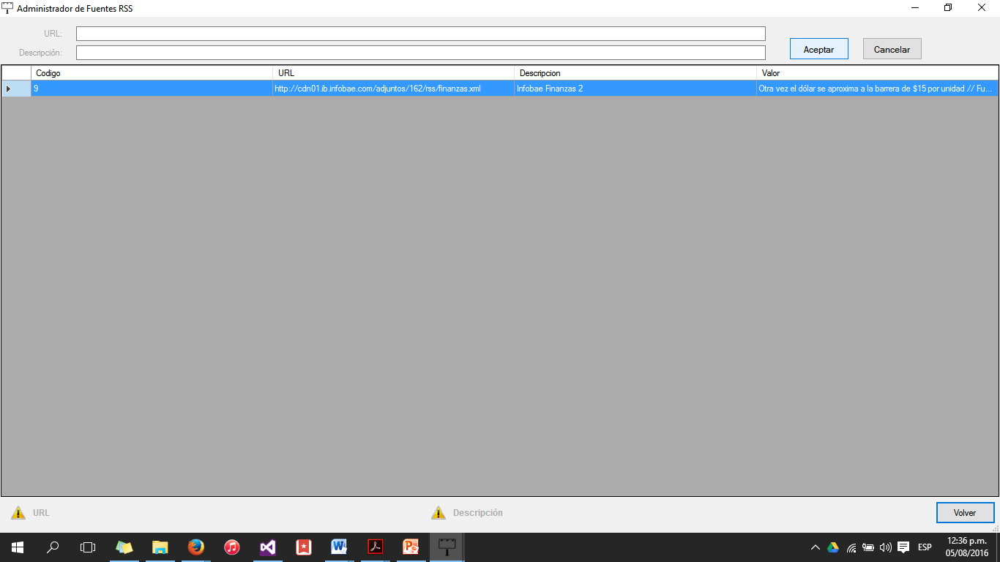 Administrador de Fuentes RSS
URL:
Descripción:
Aceptar
Cancelar
Codigo URL Descripcion Valor
9 http://cdn01.ib.infobae.com/adjuntos/162/rss/finanzas.xml Infobae Finanzas 2 Otra vez el dólar se aproxima a la barrera de $15 por unidad // Fu...
URL
Descripción
Volver
ESP
12:36 p.m.
05/08/2016